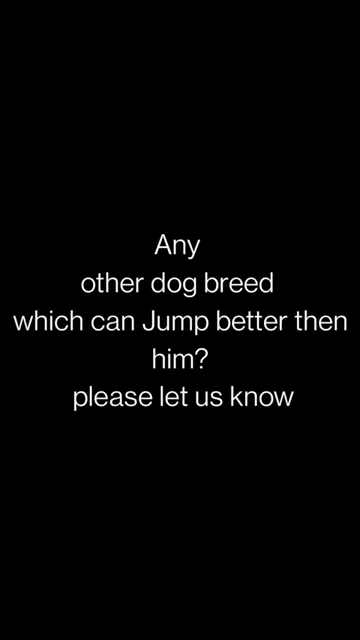 Any
other dog breed
which can Jump better then
him?
please let us know